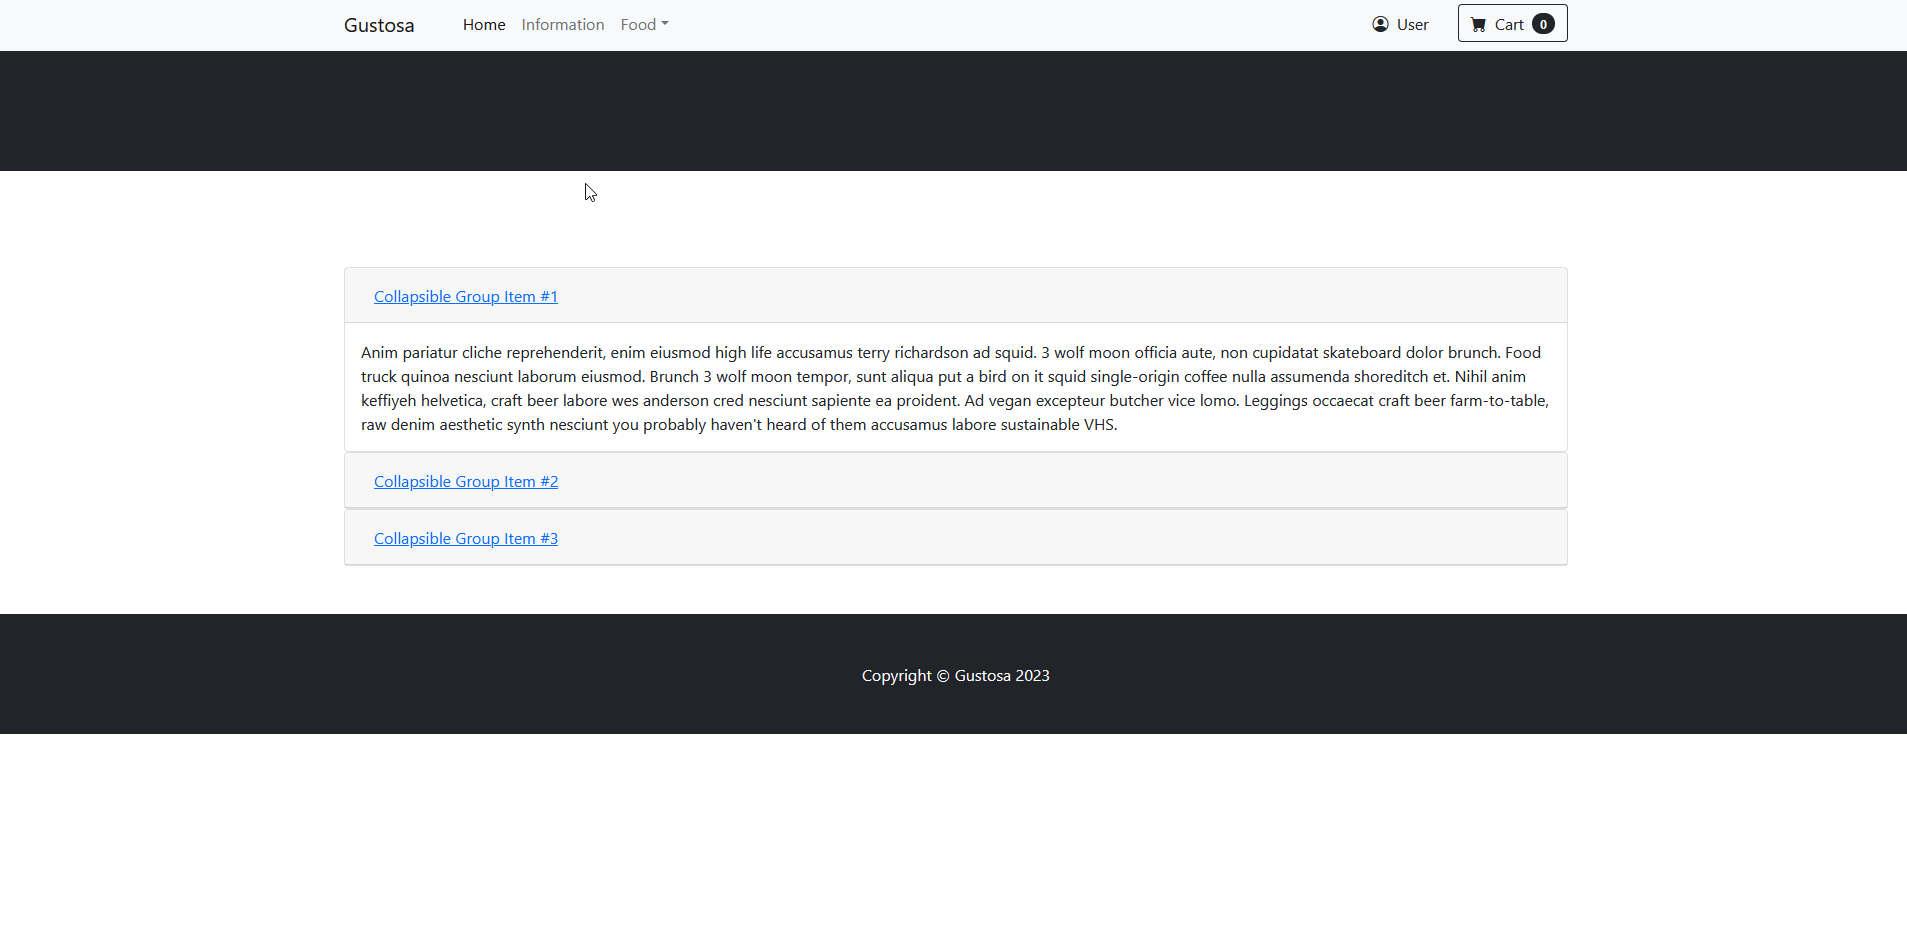 Gustosa Home Information Food User Cart 0
Collapsible Group Item #1
Anim pariatur cliche reprehenderit, enim eiusmod high life accusamus terry richardson ad squid. 3 wolf moon officia aute, non cupidatat skateboard dolor brunch. Food
truck quinoa nesciunt laborum eiusmod. Brunch 3 wolf moon tempor, sunt aliqua put a bird on it squid single-origin coffee nulla assumenda shoreditch et. Nihil anim
keffiyeh helvetica, craft beer labore wes anderson cred nesciunt sapiente ea proident. Ad vegan excepteur butcher vice lomo. Leggings occaecat craft beer farm-to-table,
raw denim aesthetic synth nesciunt you probably haven't heard of them accusamus labore sustainable VHS.
Collapsible Group Item #2
Collapsible Group Item #3
Copyright © Gustosa 2023